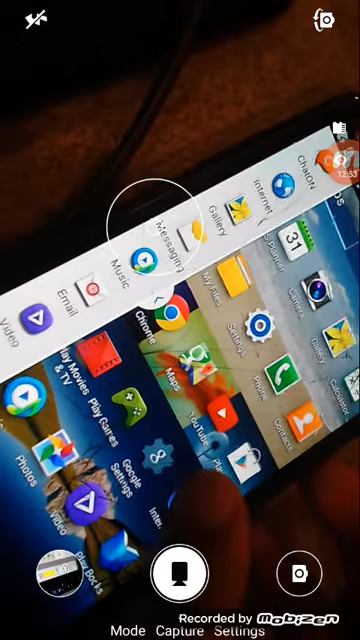 12:53
ChatON
Internet
Gallery
Messaging
Music
Email
Video
S Planner
Camera
Gallery
Calculator
My Files
Settings
Phone
Contacts
Chrome
Maps
YouTube
Play Movies
& TV
Play Games
Google
Settings
Photos
Video
Play Books
Mode Capture Settings
Recorded by Mobizen